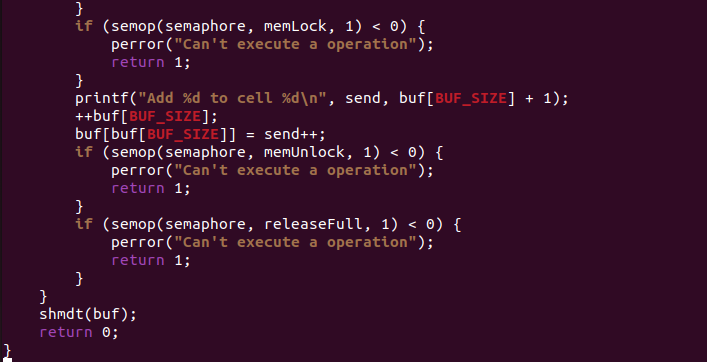 }
        if (semop(semaphore, memLock, 1) < 0) {
            perror("Can't execute a operation");
            return 1;
        }
        printf("Add %d to cell %d\n", send, buf[BUF_SIZE] + 1);
        ++buf[BUF_SIZE];
        buf[buf[BUF_SIZE]] = send++;
        if (semop(semaphore, memUnlock, 1) < 0) {
            perror("Can't execute a operation");
            return 1;
        }
        if (semop(semaphore, releaseFull, 1) < 0) {
            perror("Can't execute a operation");
            return 1;
        }
    }
    shmdt(buf);
    return 0;
}